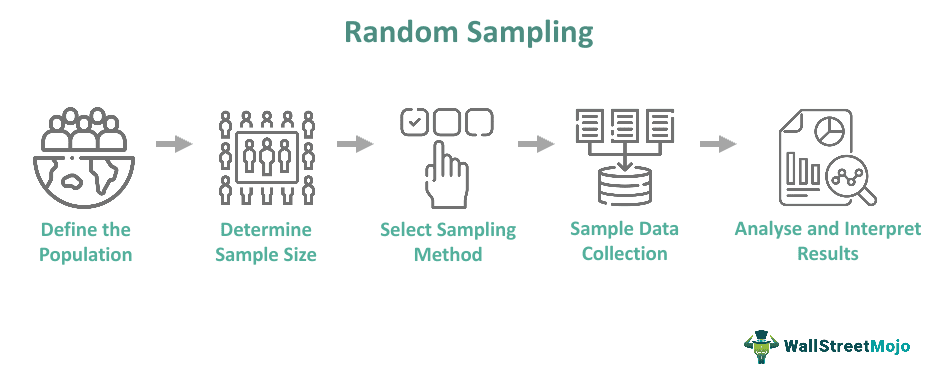 Random Sampling
Define the
Population
Determine
Sample Size
Select Sampling
Method
Sample Data
Collection
Analyse and Interpret
Results
WallStreetMojo